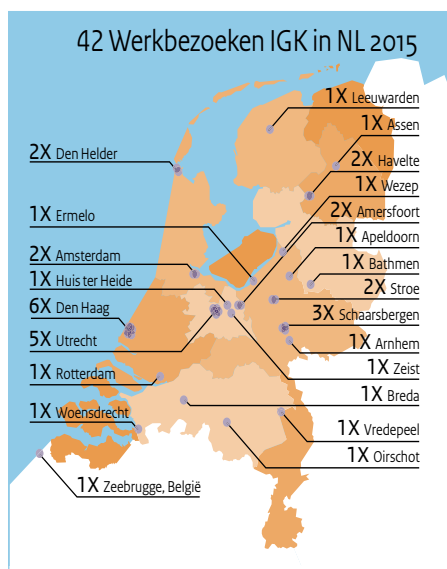 42 Werkbezoeken IGK in NL 2015
1X Leeuwarden
1X Assen
2X Havelte
1X Wezep
2X Amersfoort
1X Apeldoorn
1X Bathmen
2X Stroe
3X Schaarsbergen
1X Arnhem
1X Zeist
1X Breda
1X Vredepeel
1X Oirschot
2X Den Helder
1X Ermelo
2X Amsterdam
1X Huis ter Heide
6X Den Haag
5X Utrecht
1X Rotterdam
1X Woensdrecht
1X Zeebrugge, België